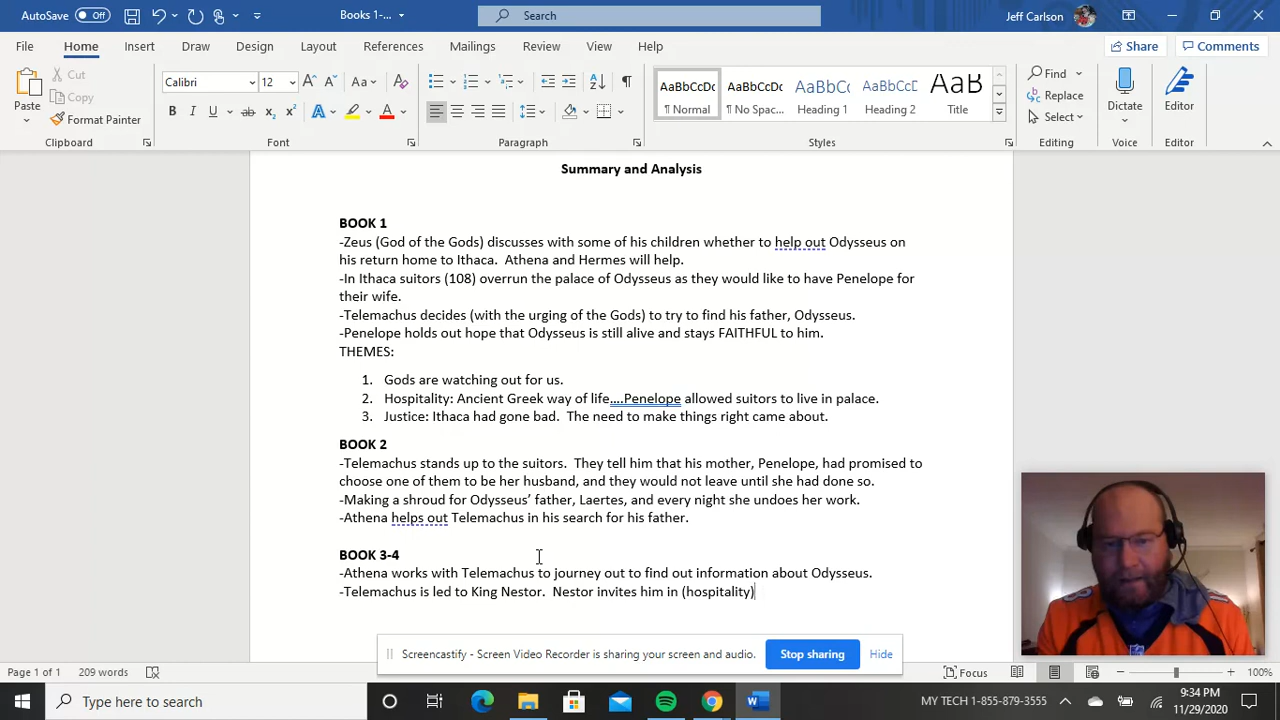 AutoSave Off Books 1-... Search Jeff Carlson
File Home Insert Draw Design Layout References Mailings Review View Help Share Comments
Paste Cut Copy Format Painter Clipboard
Calibri 12 Font
Paragraph
AaBbCcDc AaBbCcDc AaBbCc AaBbCcE AaB
¶ Normal ¶ No Spac... Heading 1 Heading 2 Title Styles
Find Replace Select Editing
Dictate Voice
Editor Editor
Summary and Analysis
BOOK 1
-Zeus (God of the Gods) discusses with some of his children whether to help out Odysseus on
his return home to Ithaca.  Athena and Hermes will help.
-In Ithaca suitors (108) overrun the palace of Odysseus as they would like to have Penelope for
their wife.
-Telemachus decides (with the urging of the Gods) to try to find his father, Odysseus.
-Penelope holds out hope that Odysseus is still alive and stays FAITHFUL to him.
THEMES:
1. Gods are watching out for us.
2. Hospitality: Ancient Greek way of life....Penelope allowed suitors to live in palace.
3. Justice: Ithaca had gone bad.  The need to make things right came about.
BOOK 2
-Telemachus stands up to the suitors.  They tell him that his mother, Penelope, had promised to
choose one of them to be her husband, and they would not leave until she had done so.
-Making a shroud for Odysseus' father, Laertes, and every night she undoes her work.
-Athena helps out Telemachus in his search for his father.
BOOK 3-4
-Athena works with Telemachus to journey out to find out information about Odysseus.
-Telemachus is led to King Nestor.  Nestor invites him in (hospitality)
Screencastify - Screen Video Recorder is sharing your screen and audio. Stop sharing Hide
Page 1 of 1 209 words Focus 100%
Type here to search MY TECH 1-855-879-3555 9:34 PM
11/29/2020